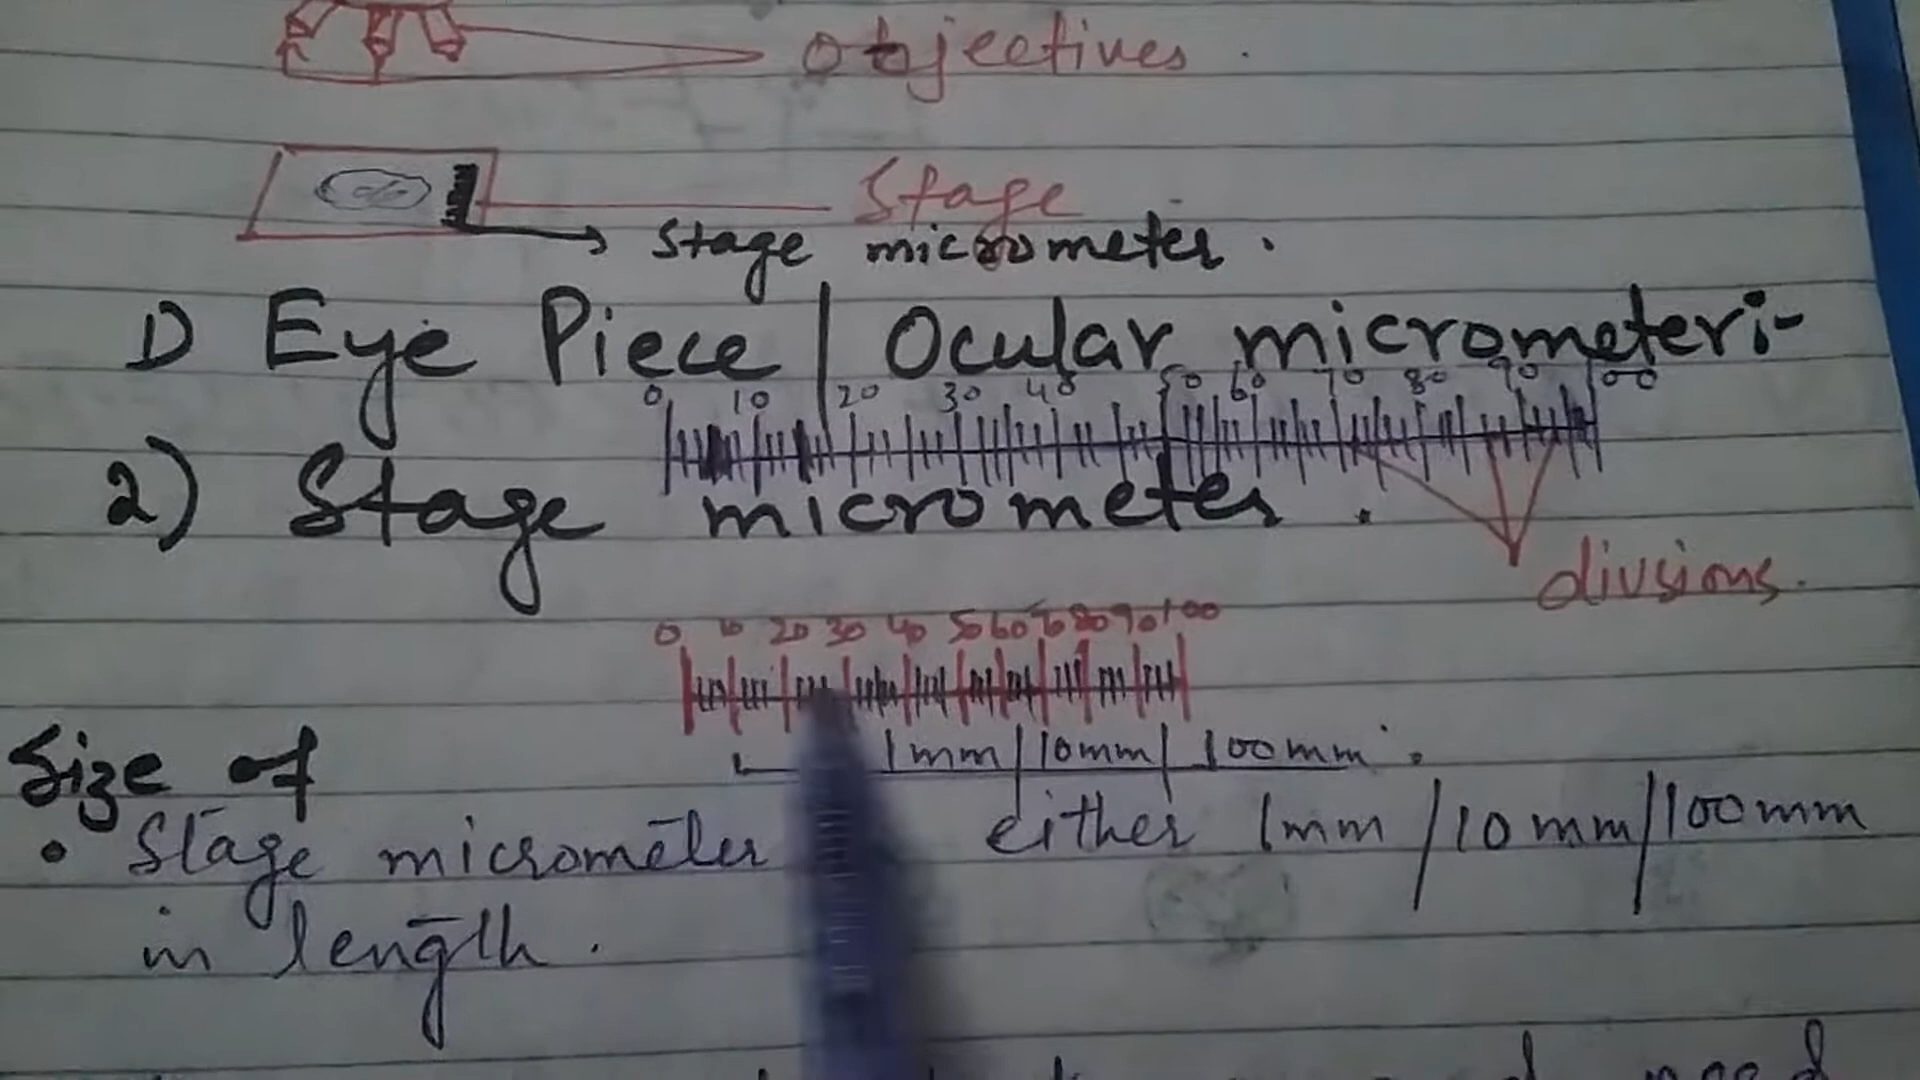 objectives.
Stage
stage micrometer.
1) Eye Piece / Ocular micrometer:-
0 10 20 30 40 50 60 70 80 90 100
2) Stage micrometer.
divsions.
0 10 20 30 40 50 60 70 80 90 100
1mm/10mm/100mm.
Size of
• Stage micrometer either 1mm/10mm/100mm
in length.